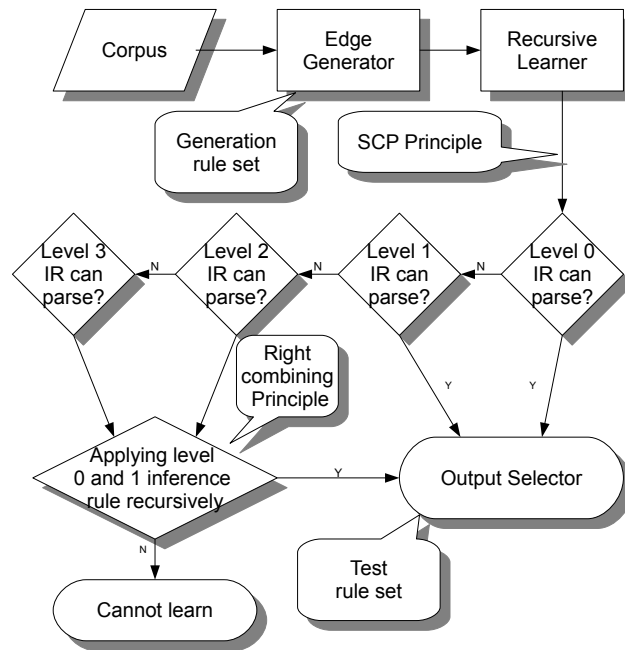 Corpus
Edge
Generator
Recursive
Learner
Generation
rule set
SCP Principle
Level 3
IR can
parse?
N
Level 2
IR can
parse?
N
Level 1
IR can
parse?
N
Level 0
IR can
parse?
Right
combining
Principle
Y
Y
Applying level
0 and 1 inference
rule recursively
Y
Output Selector
N
Test
rule set
Cannot learn